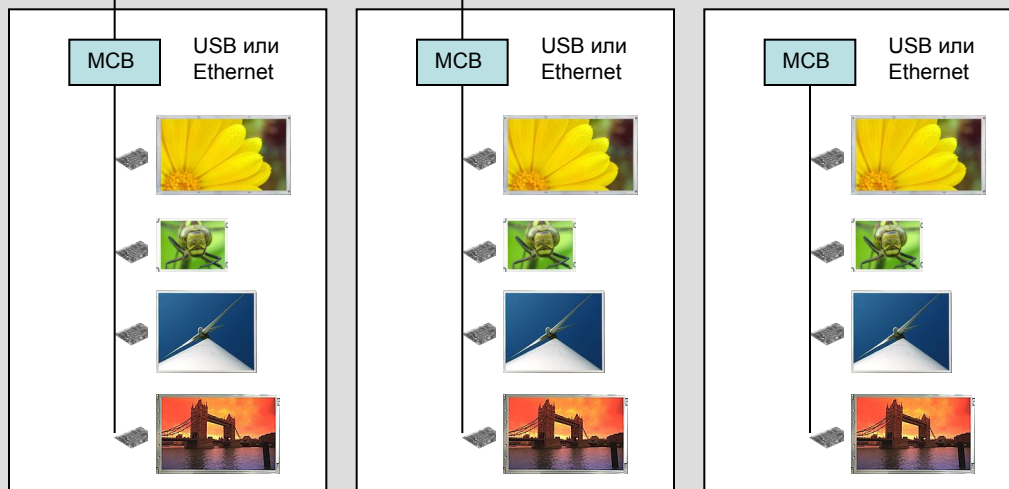 MCB
USB или
Ethernet
MCB
USB или
Ethernet
MCB
USB или
Ethernet